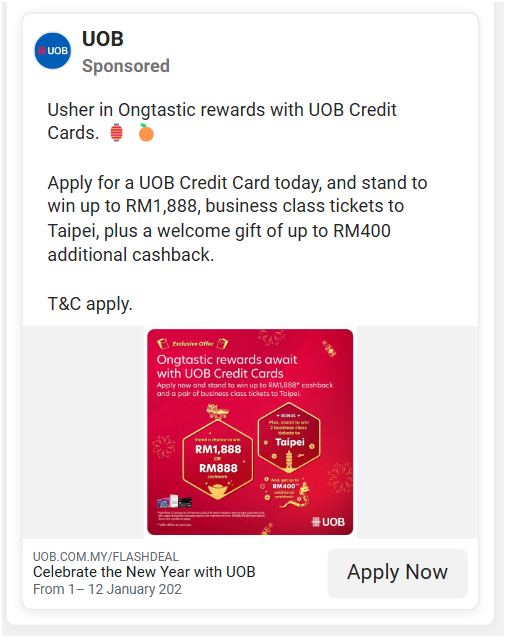 UOB
UOB
Sponsored
Usher in Ongtastic rewards with UOB Credit
Cards.
Apply for a UOB Credit Card today, and stand to
win up to RM1,888, business class tickets to
Taipei, plus a welcome gift of up to RM400
additional cashback.
T&C apply.
Exclusive Offer
Ongtastic rewards await
with UOB Credit Cards
Apply now and stand to win up to RM1,888* cashback
and a pair of business class tickets to Taipei.
Stand a chance to win
RM1,888
OR
RM888
cashback
+ BONUS +
Plus, stand to win
2 business class
tickets to
Taipei
And, get up to
RM400
additional
cashback
UOB
UOB.COM.MY/FLASHDEAL
Celebrate the New Year with UOB
From 1– 12 January 202
Apply Now